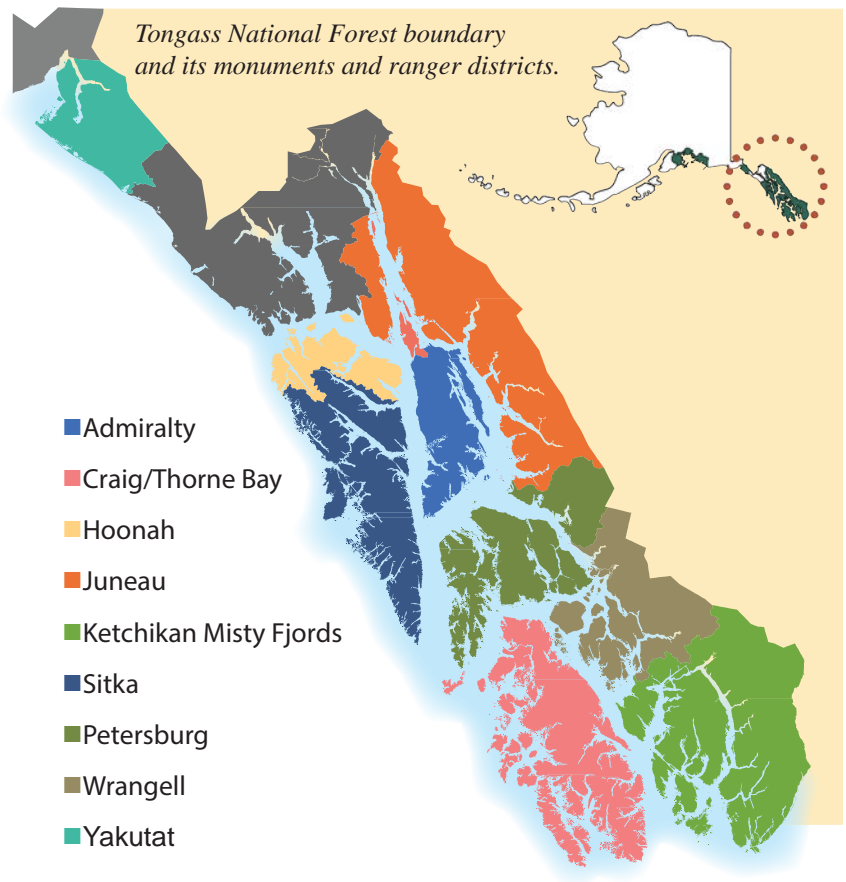 Tongass National Forest boundary
and its monuments and ranger districts.
Admiralty
Craig/Thorne Bay
Hoonah
Juneau
Ketchikan Misty Fjords
Sitka
Petersburg
Wrangell
Yakutat